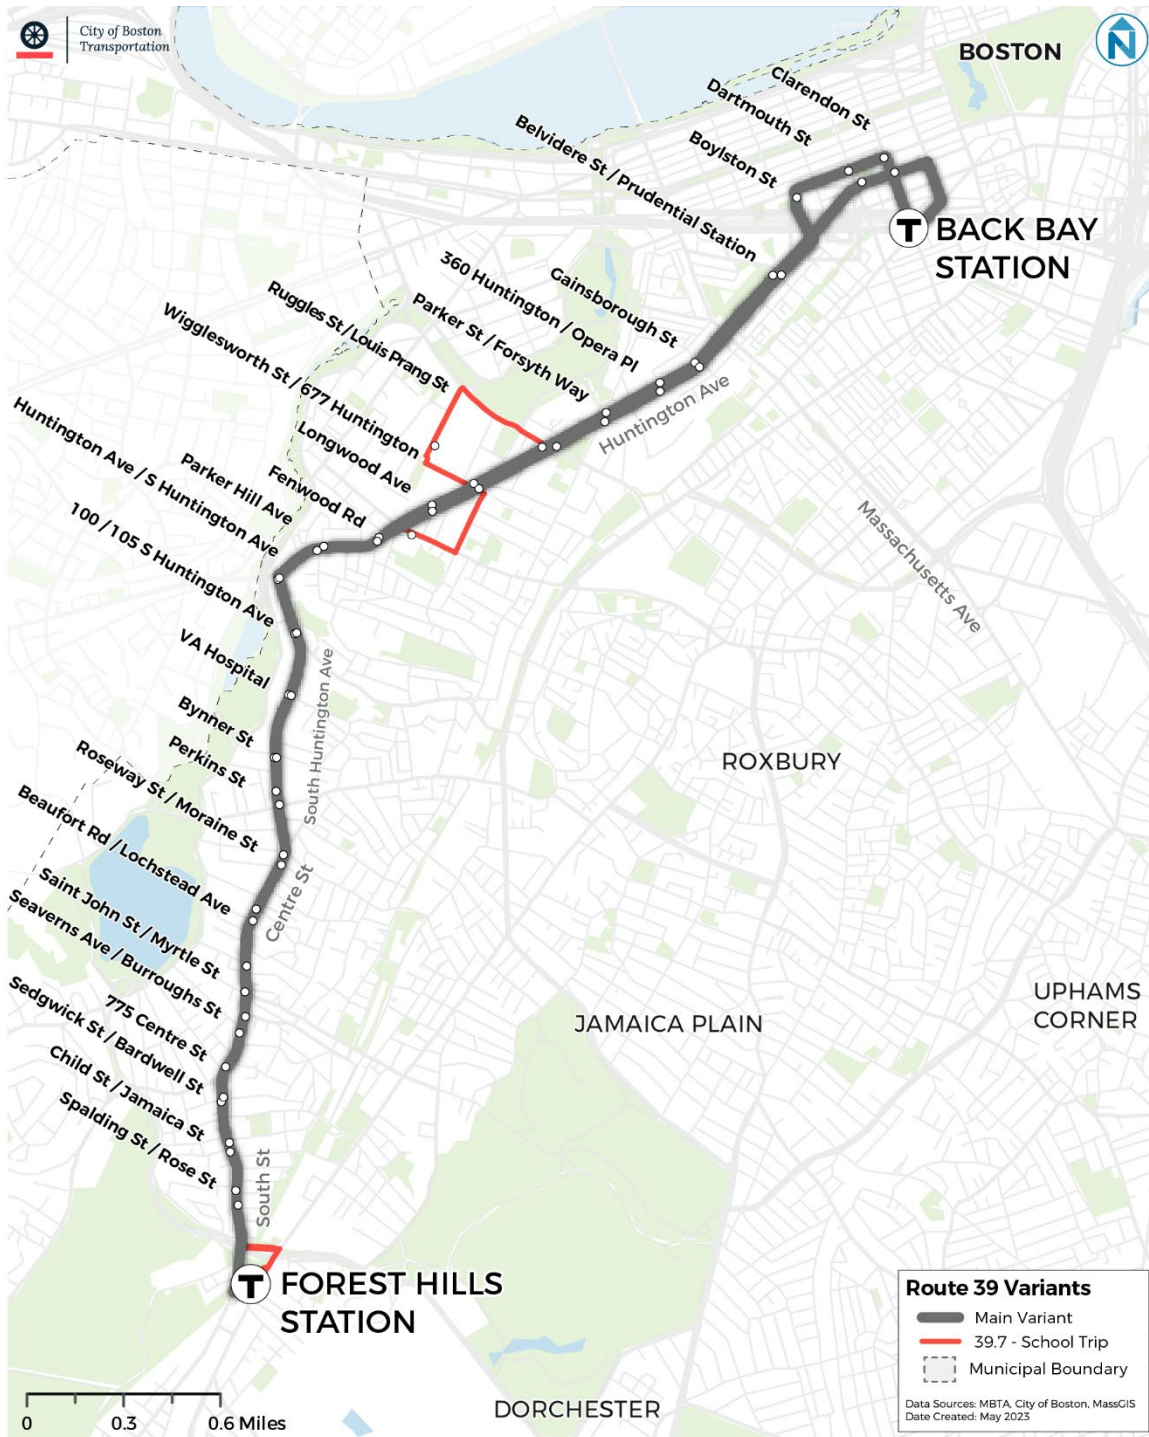 City of Boston
Transportation
N
BOSTON
Clarendon St
Dartmouth St
Boylston St
Belvidere St / Prudential Station
T BACK BAY
STATION
Gainsborough St
360 Huntington / Opera Pl
Parker St / Forsyth Way
Ruggles St / Louis Prang St
Wigglesworth St / 677 Huntington
Longwood Ave
Fenwood Rd
Huntington Ave
Huntington Ave / S Huntington Ave
Parker Hill Ave
100 / 105 S Huntington Ave
Massachusetts Ave
VA Hospital
South Huntington Ave
Bynner St
Perkins St
ROXBURY
Roseway St / Moraine St
Beaufort Rd / Lochstead Ave
Centre St
Saint John St / Myrtle St
Seaverns Ave / Burroughs St
775 Centre St
Sedgwick St / Bardwell St
UPHAMS
CORNER
JAMAICA PLAIN
Child St / Jamaica St
Spalding St / Rose St
South St
T FOREST HILLS
STATION
Route 39 Variants
Main Variant
39.7 - School Trip
Municipal Boundary
Data Sources: MBTA, City of Boston, MassGIS
Date Created: May 2023
DORCHESTER
0 0.3 0.6 Miles